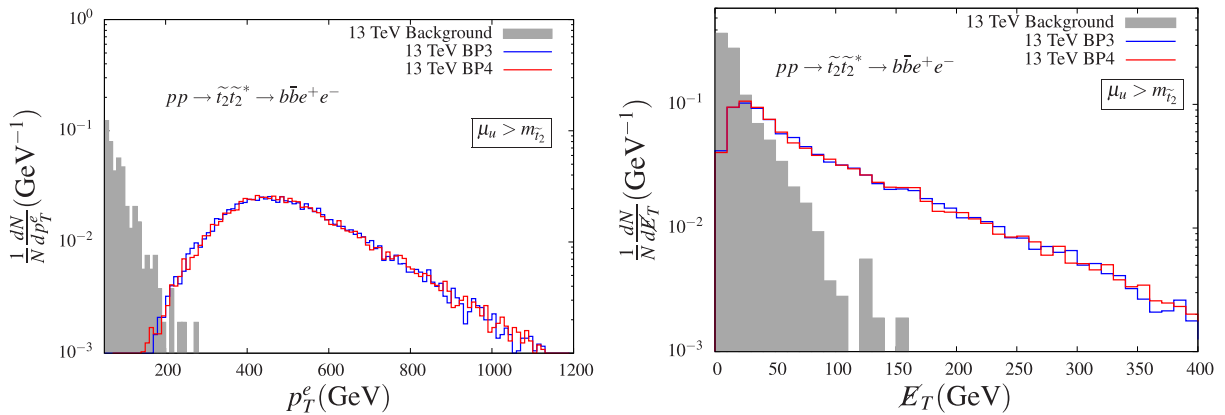 13 TeV Background
13 TeV BP3
13 TeV BP4
pp → t̃₂t̃₂* → bb̄e⁺e⁻
μᵤ > m_t̃₂
10⁰
10⁻¹
10⁻²
10⁻³
1/N dN/dp_T^e (GeV⁻¹)
200 400 600 800 1000 1200
p_T^e (GeV)
13 TeV Background
13 TeV BP3
13 TeV BP4
pp → t̃₂t̃₂* → bb̄e⁺e⁻
μᵤ > m_t̃₂
10⁻¹
10⁻²
10⁻³
1/N dN/dE̸_T (GeV⁻¹)
0 50 100 150 200 250 300 350 400
E̸_T (GeV)